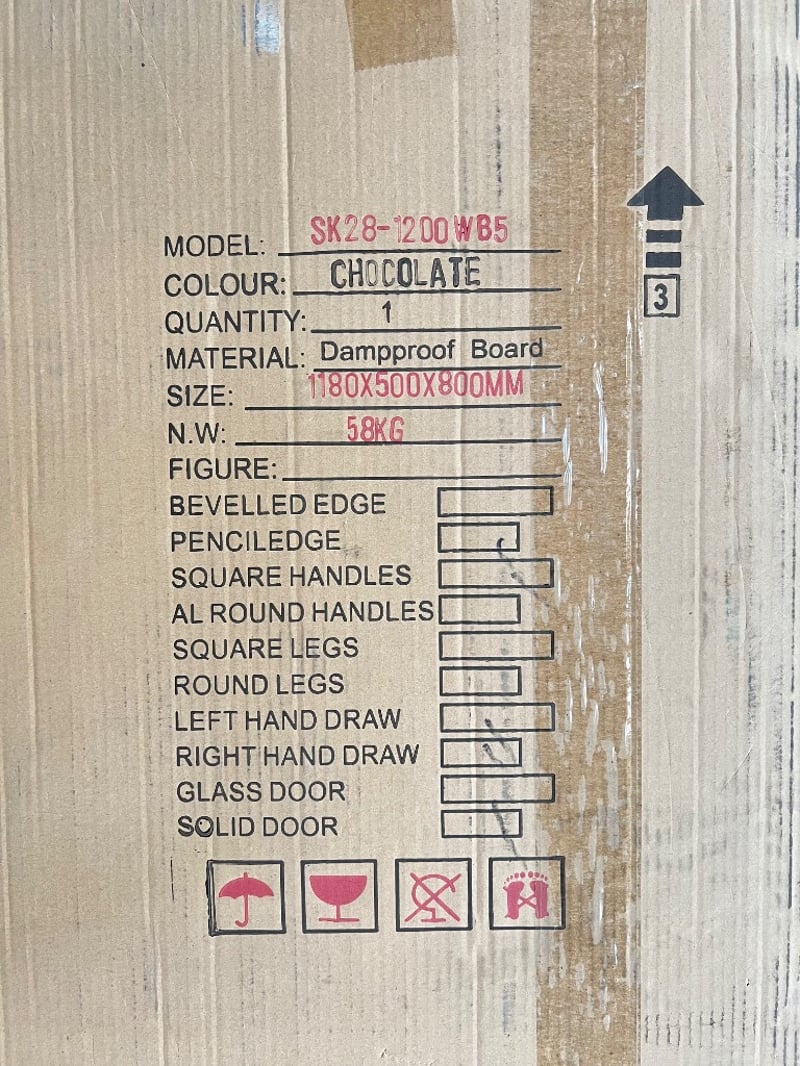 MODEL: SK28-1200WB5
COLOUR: CHOCOLATE
QUANTITY: 1
MATERIAL: Dampproof Board
SIZE: 1180X500X800MM
N.W: 58KG
FIGURE:
BEVELLED EDGE
PENCILEDGE
SQUARE HANDLES
AL ROUND HANDLES
SQUARE LEGS
ROUND LEGS
LEFT HAND DRAW
RIGHT HAND DRAW
GLASS DOOR
SOLID DOOR
3